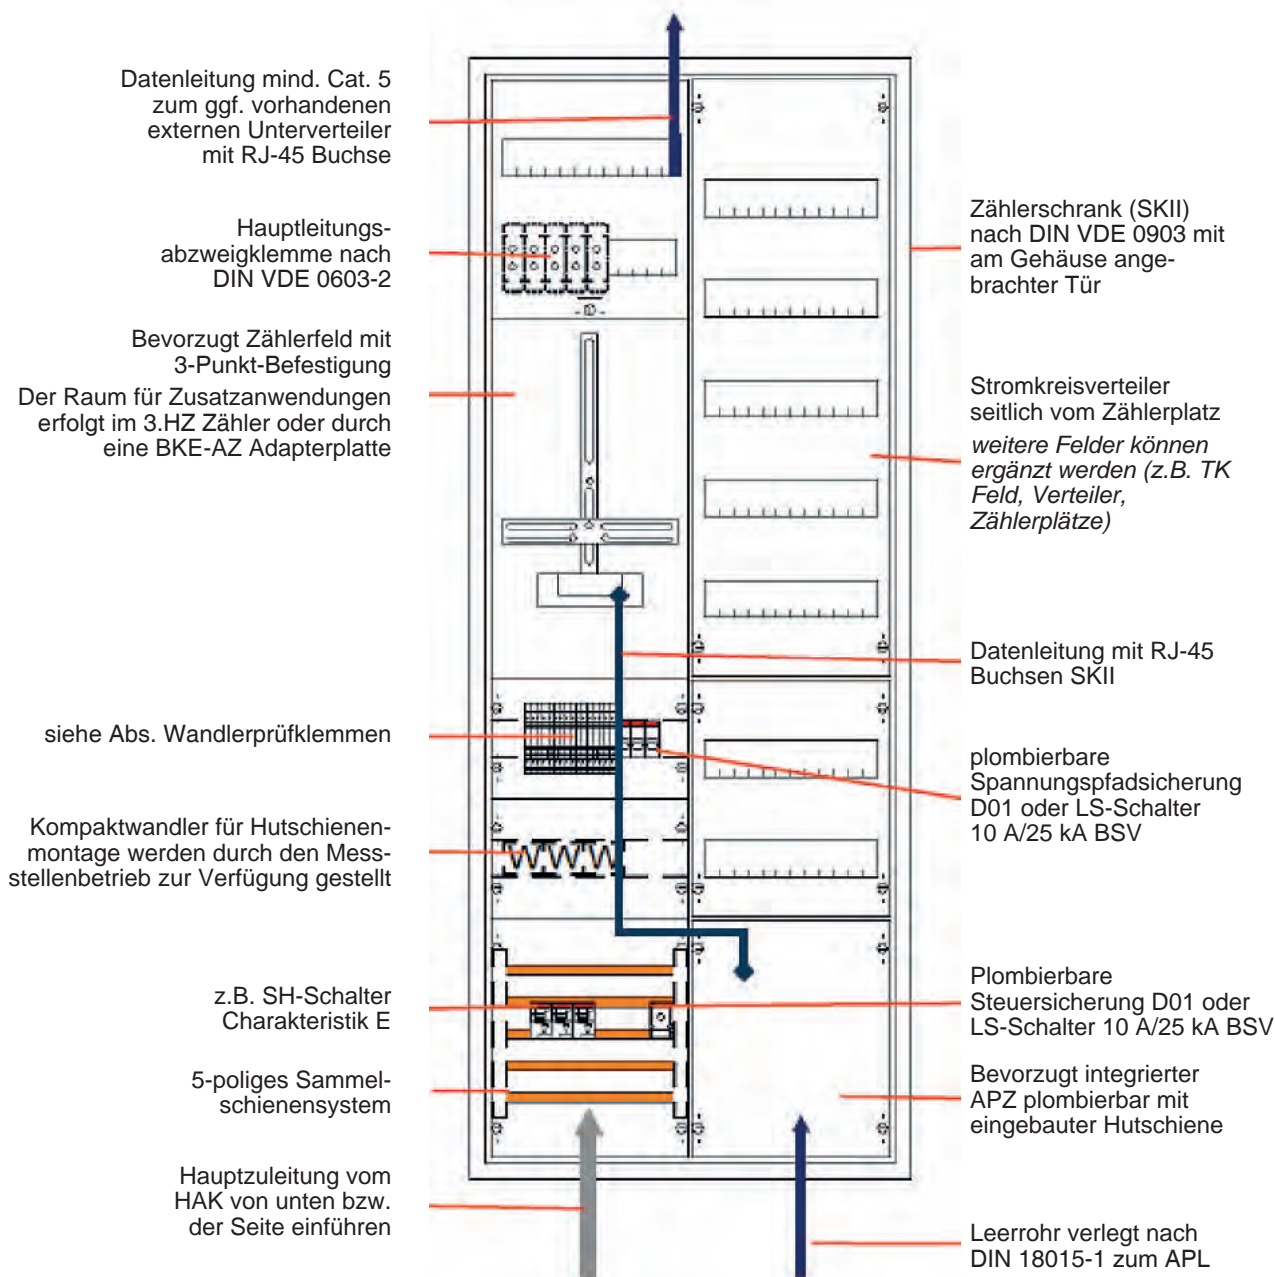 Datenleitung mind. Cat. 5
zum ggf. vorhandenen
externen Unterverteiler
mit RJ-45 Buchse
Hauptleitungs-
abzweigklemme nach
DIN VDE 0603-2
Bevorzugt Zählerfeld mit
3-Punkt-Befestigung
Der Raum für Zusatzanwendungen
erfolgt im 3.HZ Zähler oder durch
eine BKE-AZ Adapterplatte
siehe Abs. Wandlerprüfklemmen
Kompaktwandler für Hutschienen-
montage werden durch den Mess-
stellenbetrieb zur Verfügung gestellt
z.B. SH-Schalter
Charakteristik E
5-poliges Sammel-
schienensystem
Hauptzuleitung vom
HAK von unten bzw.
der Seite einführen
Zählerschrank (SKII)
nach DIN VDE 0903 mit
am Gehäuse ange-
brachter Tür
Stromkreisverteiler
seitlich vom Zählerplatz
weitere Felder können
ergänzt werden (z.B. TK
Feld, Verteiler,
Zählerplätze)
Datenleitung mit RJ-45
Buchsen SKII
plombierbare
Spannungspfadsicherung
D01 oder LS-Schalter
10 A/25 kA BSV
Plombierbare
Steuersicherung D01 oder
LS-Schalter 10 A/25 kA BSV
Bevorzugt integrierter
APZ plombierbar mit
eingebauter Hutschiene
Leerrohr verlegt nach
DIN 18015-1 zum APL